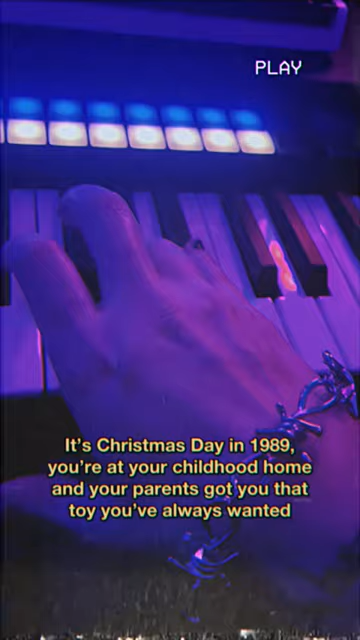 PLAY
It's Christmas Day in 1989,
you're at your childhood home
and your parents got you that
toy you've always wanted